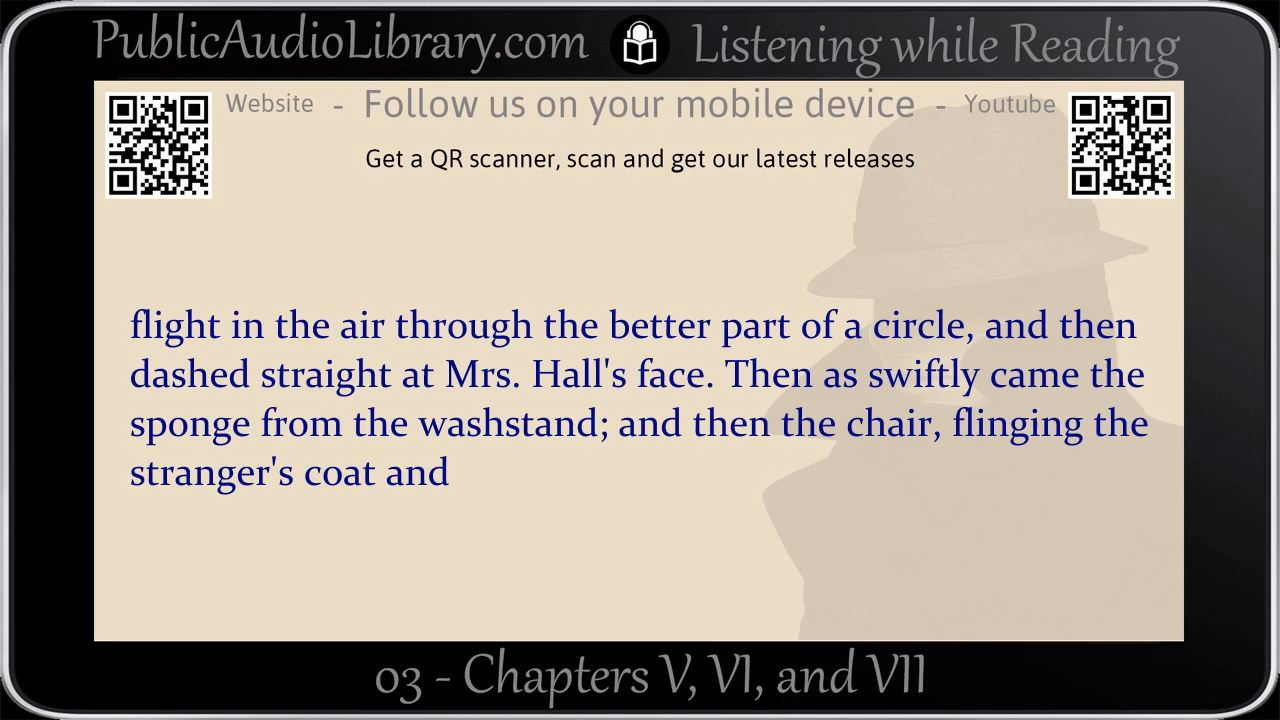 PublicAudioLibrary.com Listening while Reading
Website - Follow us on your mobile device - Youtube
Get a QR scanner, scan and get our latest releases
flight in the air through the better part of a circle, and then
dashed straight at Mrs. Hall's face. Then as swiftly came the
sponge from the washstand; and then the chair, flinging the
stranger's coat and
03 - Chapters V, VI, and VII